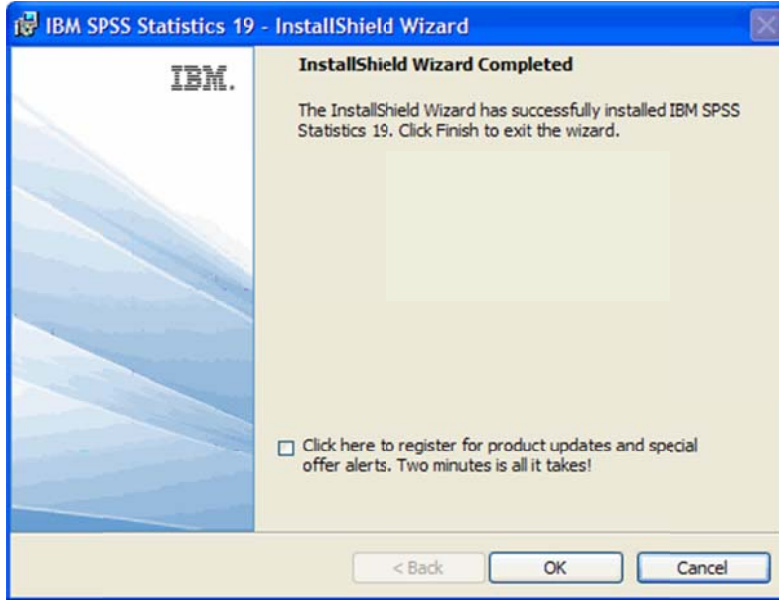 IBM SPSS Statistics 19 - InstallShield Wizard
IBM.
InstallShield Wizard Completed
The InstallShield Wizard has successfully installed IBM SPSS
Statistics 19. Click Finish to exit the wizard.
Click here to register for product updates and special
offer alerts. Two minutes is all it takes!
< Back
OK
Cancel